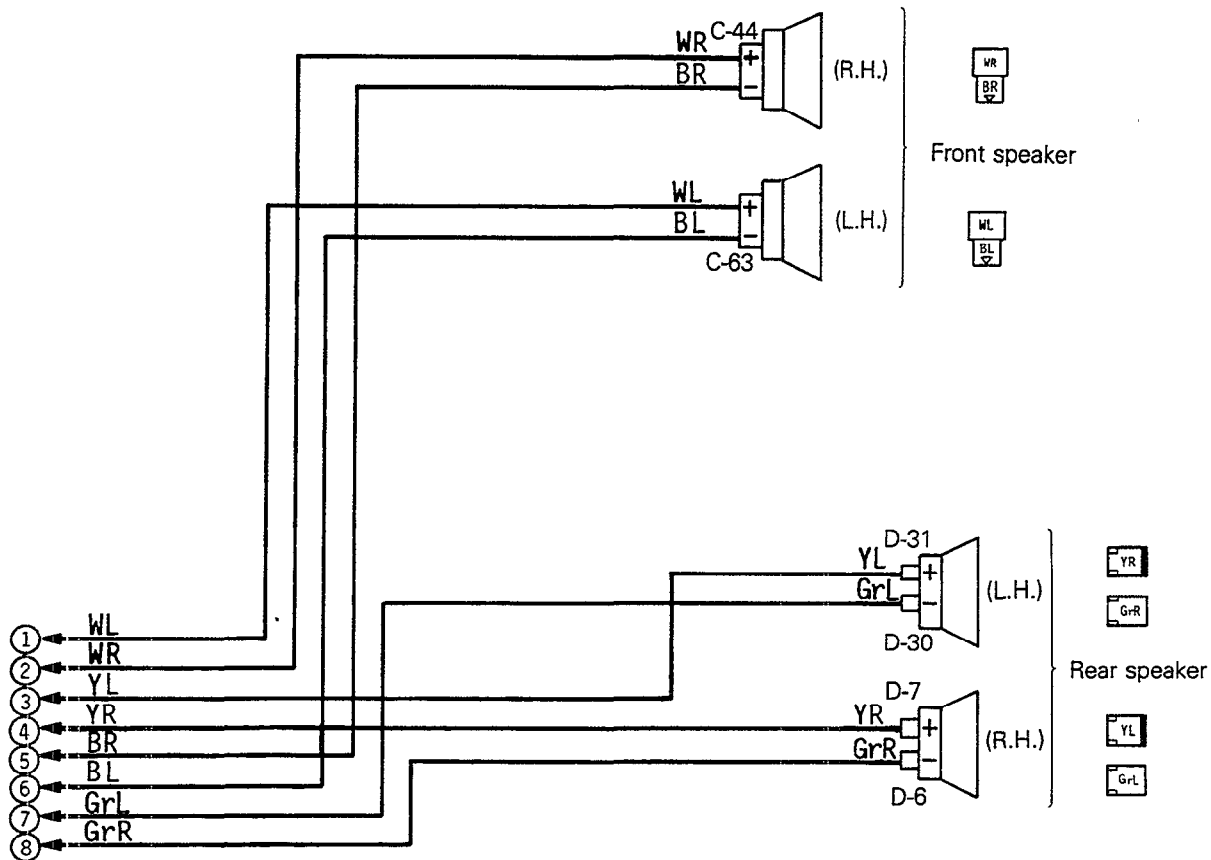 C-44
WR
+
BR
−
(R.H.)
WR
BR
Front speaker
WL
+
BL
−
(L.H.)
C-63
WL
BL
D-31
YL
+
GrL
−
(L.H.)
D-30
YR
GrR
Rear speaker
D-7
YR
+
GrR
−
(R.H.)
D-6
YL
GrL
1 WL
2 WR
3 YL
4 YR
5 BR
6 BL
7 GrL
8 GrR